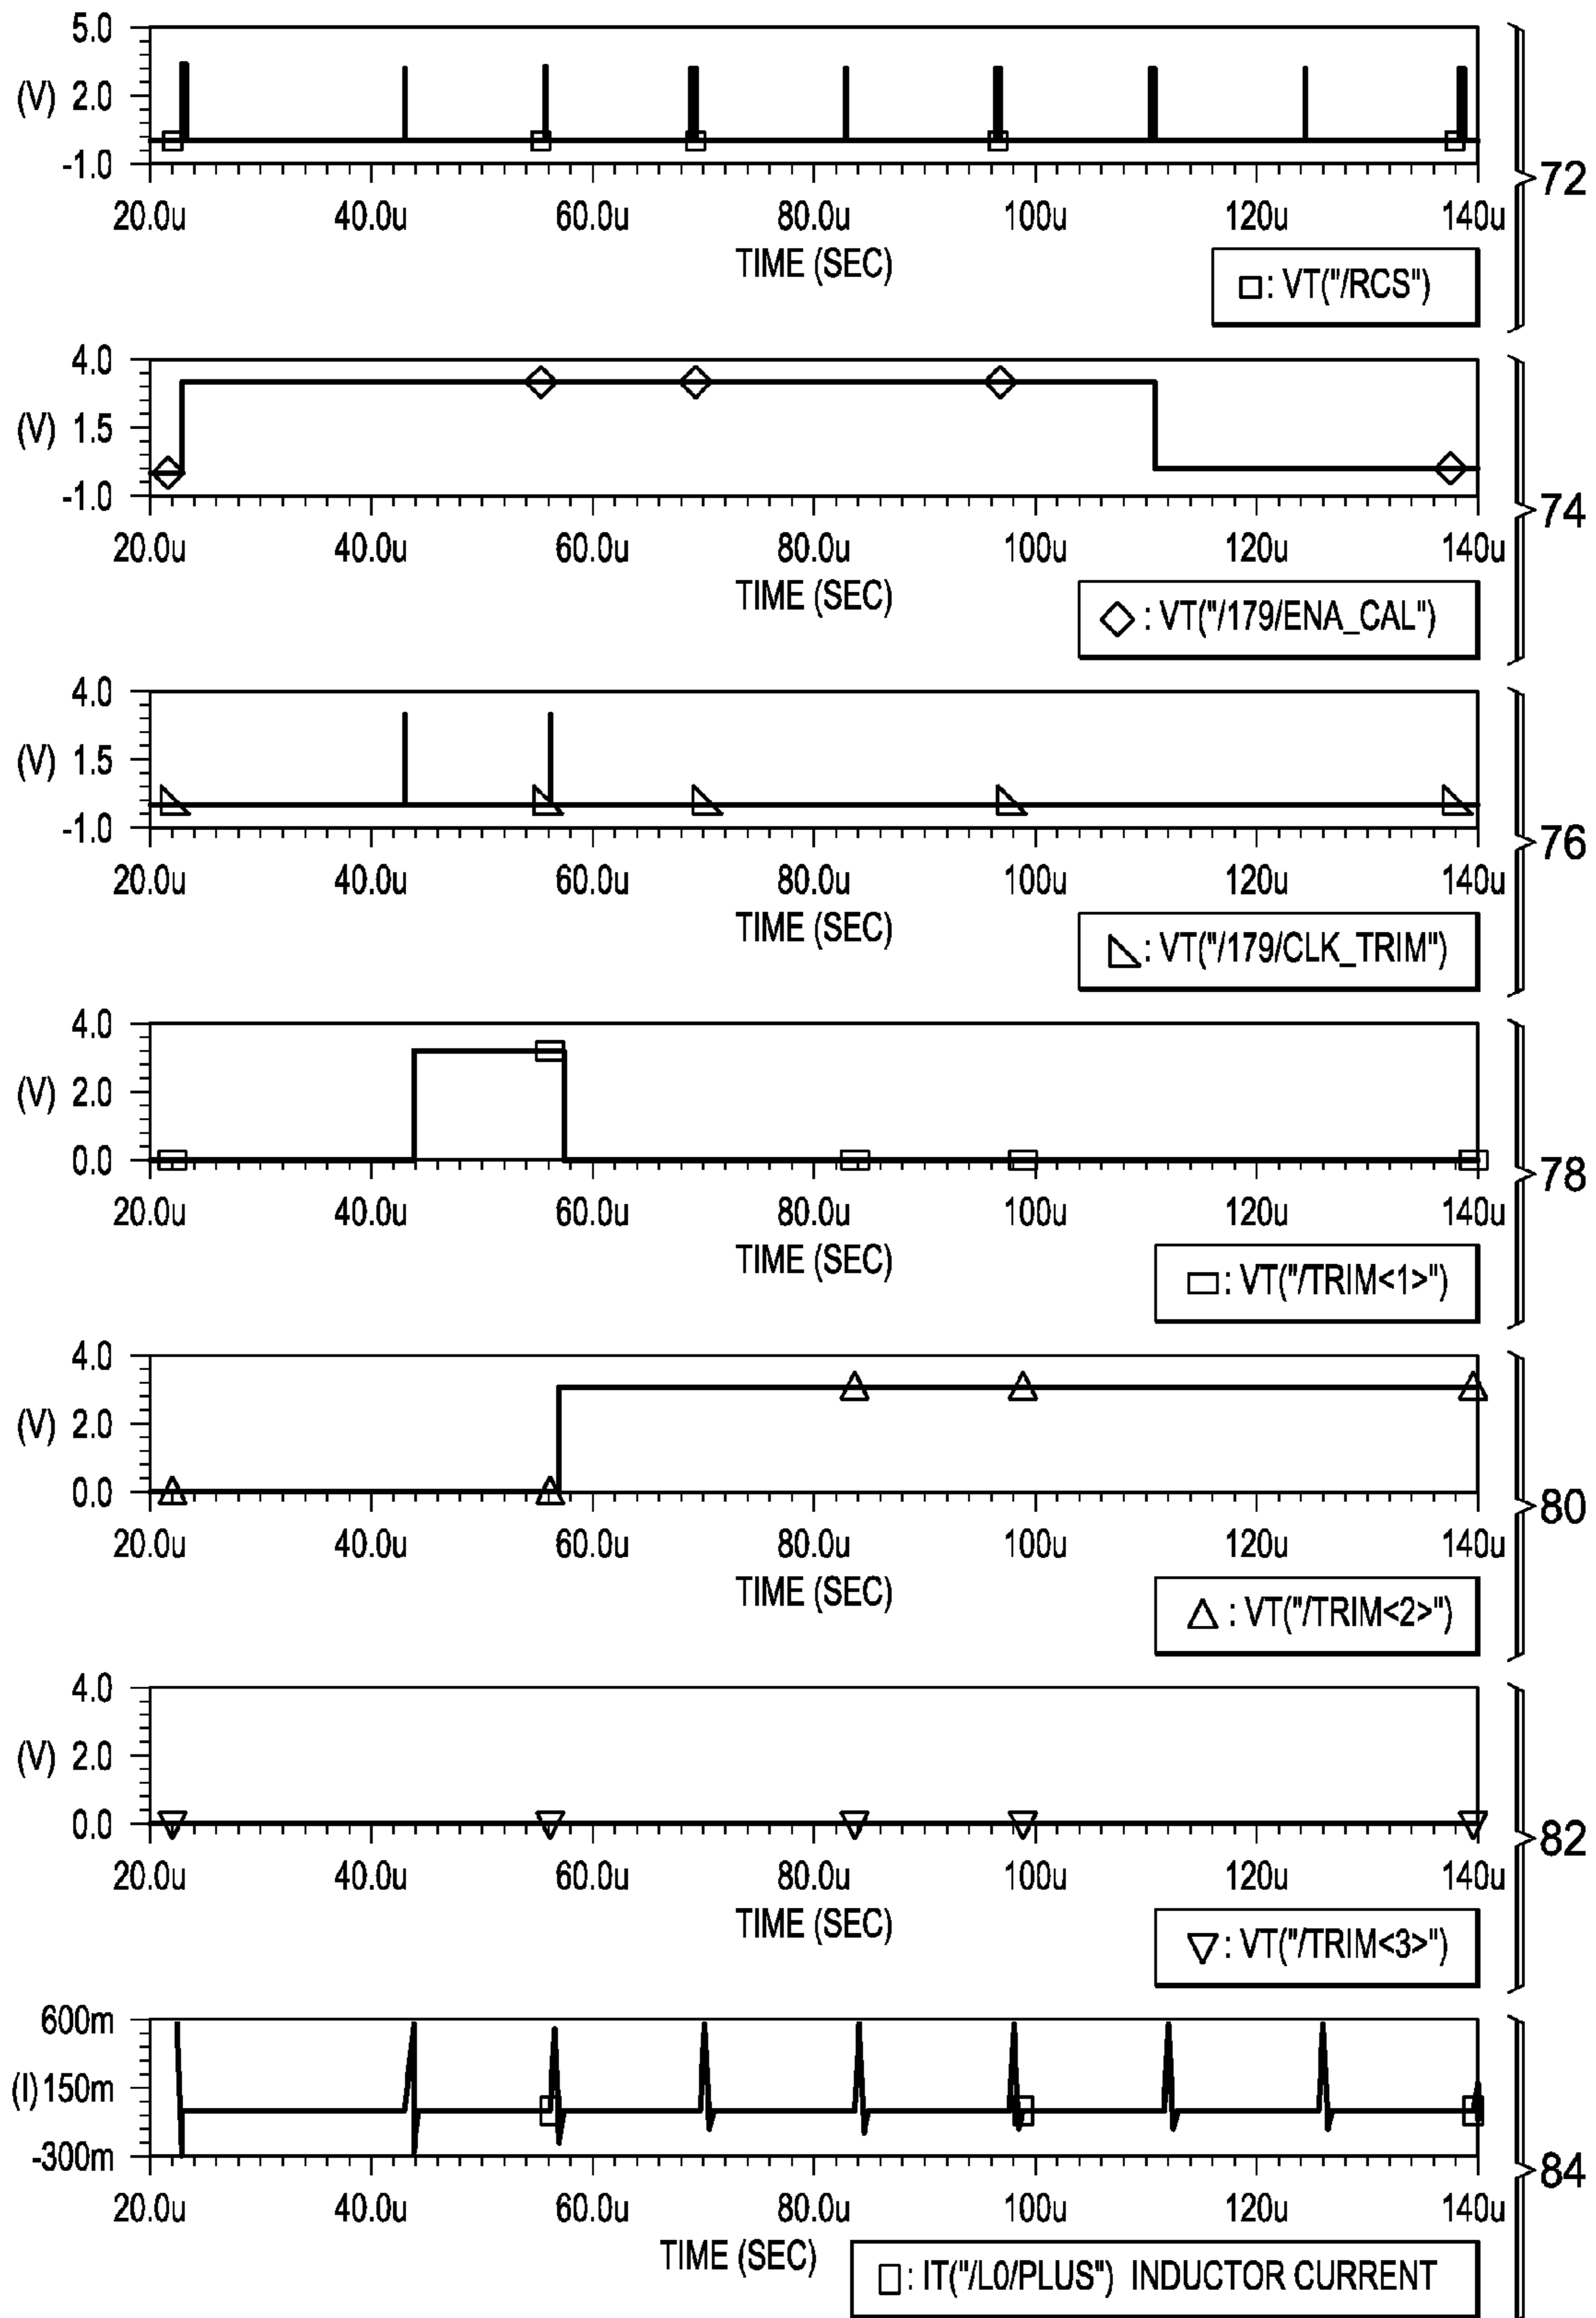 5.0
(V) 2.0
-1.0
20.0u 40.0u 60.0u 80.0u 100u 120u 140u
TIME (SEC)
□: VT("/RCS")
72
4.0
(V) 1.5
-1.0
20.0u 40.0u 60.0u 80.0u 100u 120u 140u
TIME (SEC)
◇: VT("/179/ENA_CAL")
74
4.0
(V) 1.5
-1.0
20.0u 40.0u 60.0u 80.0u 100u 120u 140u
TIME (SEC)
◺: VT("/179/CLK_TRIM")
76
4.0
(V) 2.0
0.0
20.0u 40.0u 60.0u 80.0u 100u 120u 140u
TIME (SEC)
▭: VT("/TRIM<1>")
78
4.0
(V) 2.0
0.0
20.0u 40.0u 60.0u 80.0u 100u 120u 140u
TIME (SEC)
△: VT("/TRIM<2>")
80
4.0
(V) 2.0
0.0
20.0u 40.0u 60.0u 80.0u 100u 120u 140u
TIME (SEC)
▽: VT("/TRIM<3>")
82
600m
(I) 150m
-300m
20.0u 40.0u 60.0u 80.0u 100u 120u 140u
TIME (SEC)
▯: IT("/L0/PLUS") INDUCTOR CURRENT
84